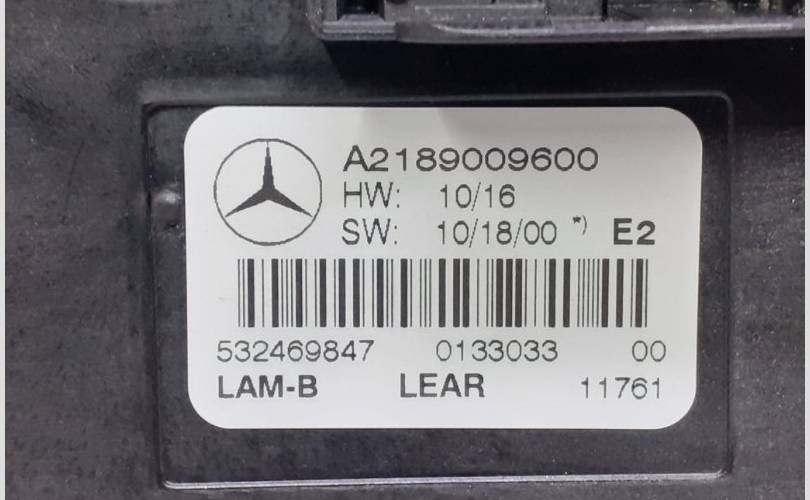 A2189009600
HW: 10/16
SW: 10/18/00 *) E2
532469847 0133033 00
LAM-B LEAR 11761